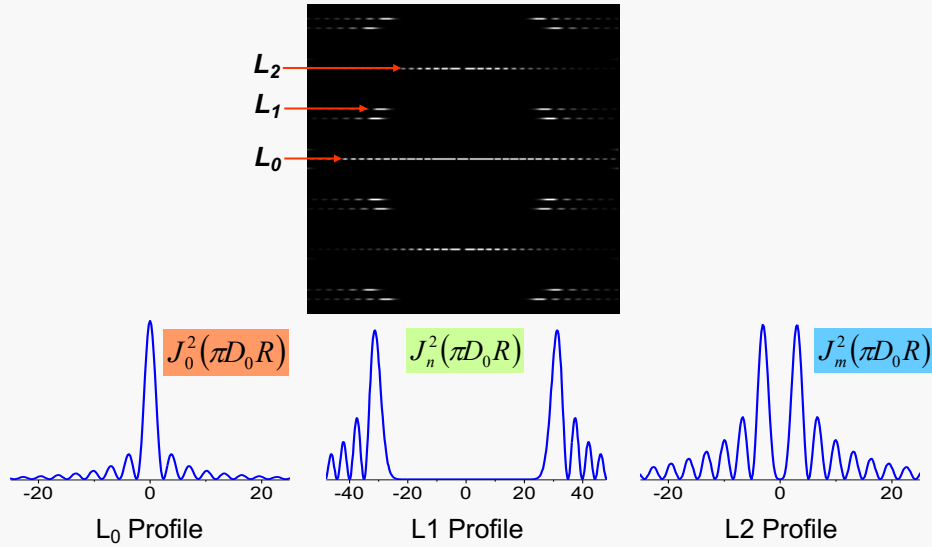 L₂
L₁
L₀
J₀²(πD₀R)
Jₙ²(πD₀R)
Jₘ²(πD₀R)
-20 0 20
-40 -20 0 20 40
-20 0 20
L₀ Profile
L1 Profile
L2 Profile